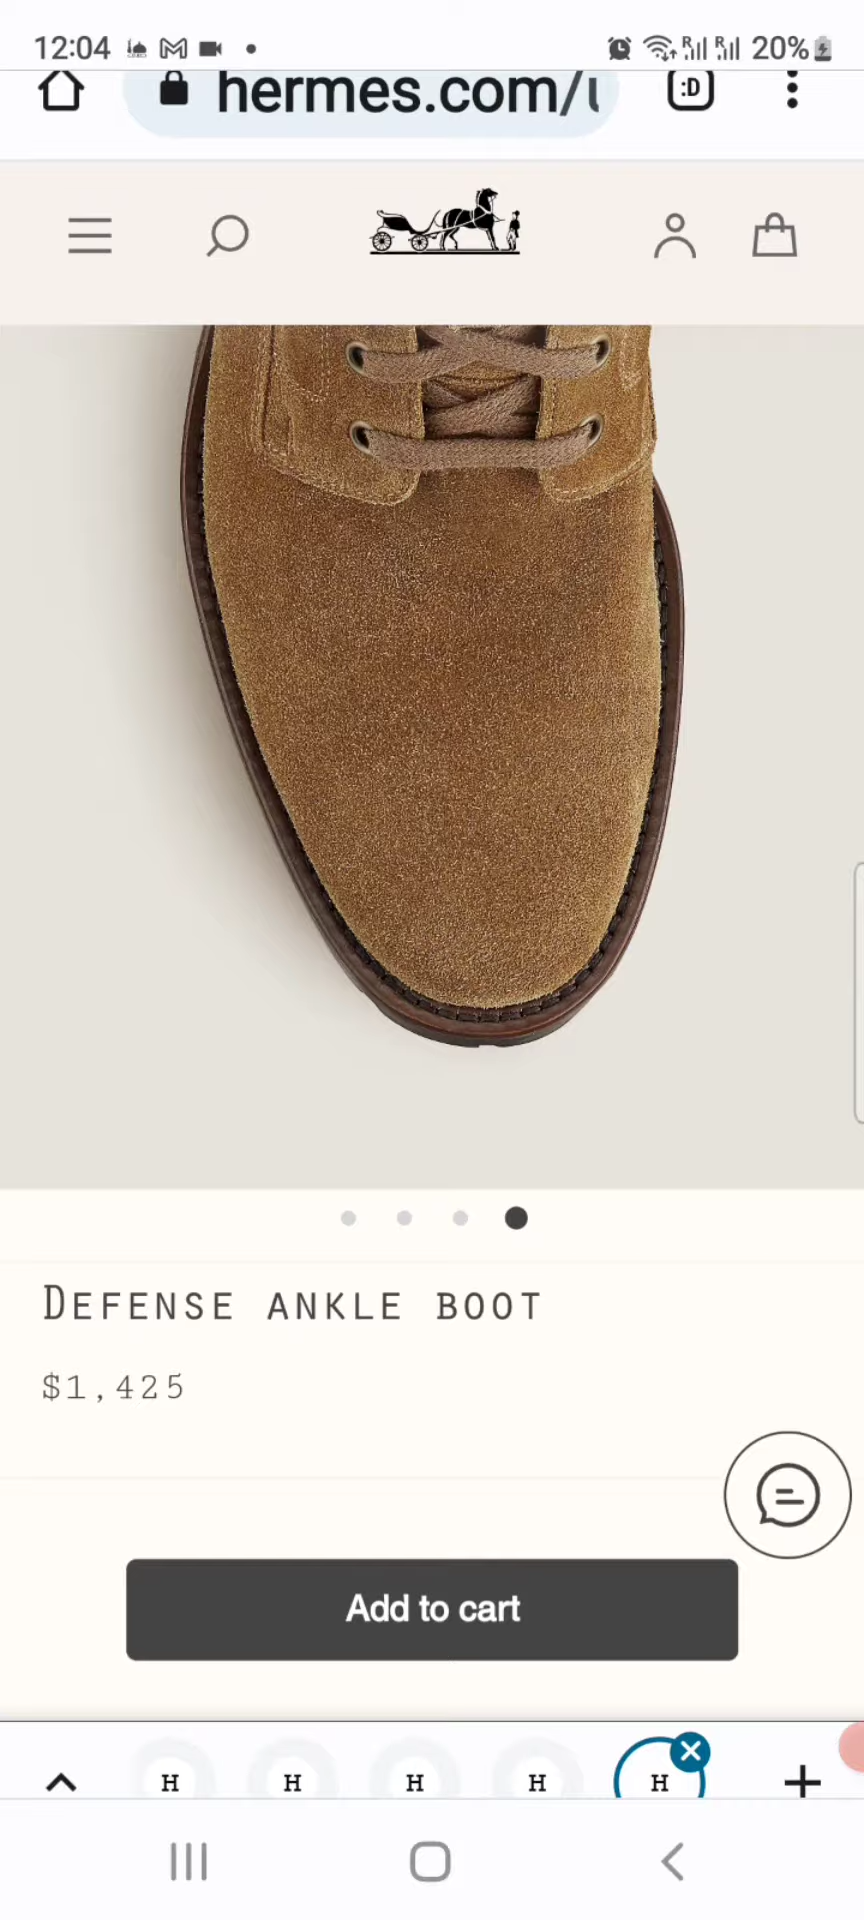 12:04
R R 20%
hermes.com/u
:D
DEFENSE ANKLE BOOT
$1,425
Add to cart
H H H H H